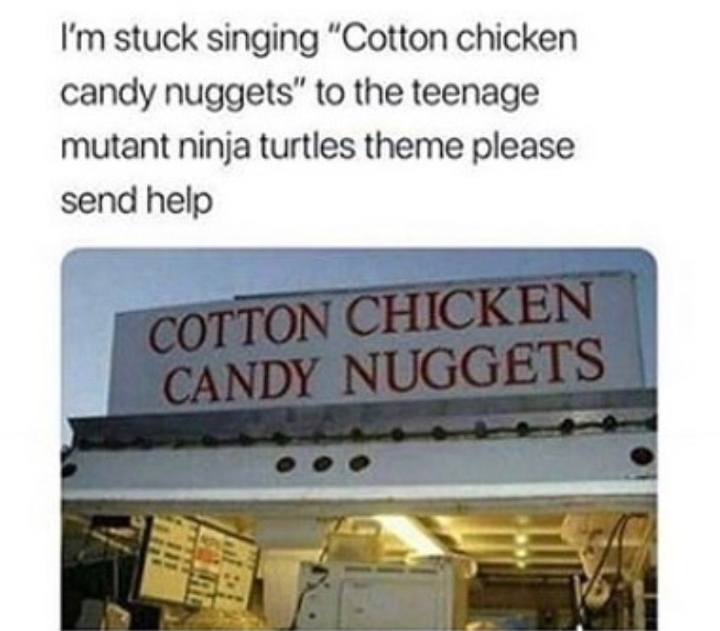 I'm stuck singing "Cotton chicken
candy nuggets" to the teenage
mutant ninja turtles theme please
send help
COTTON CHICKEN
CANDY NUGGETS